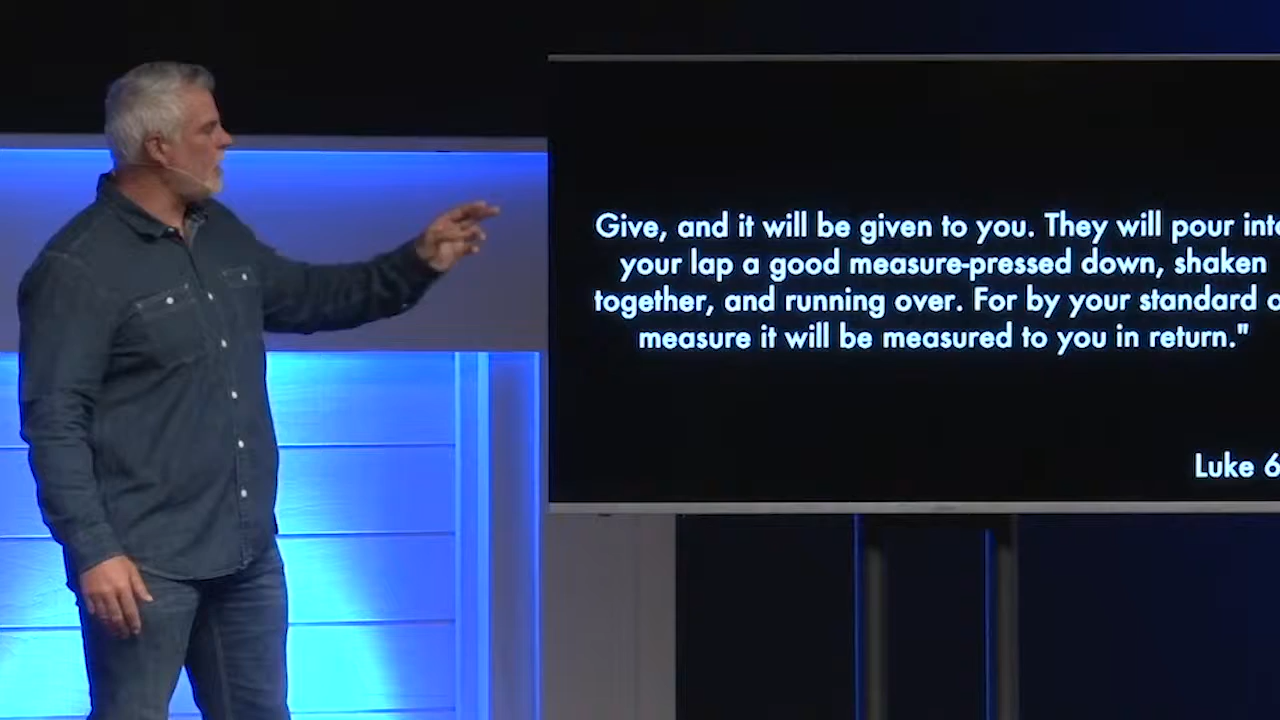 Give, and it will be given to you. They will pour into
your lap a good measure-pressed down, shaken
together, and running over. For by your standard o
measure it will be measured to you in return."
Luke 6